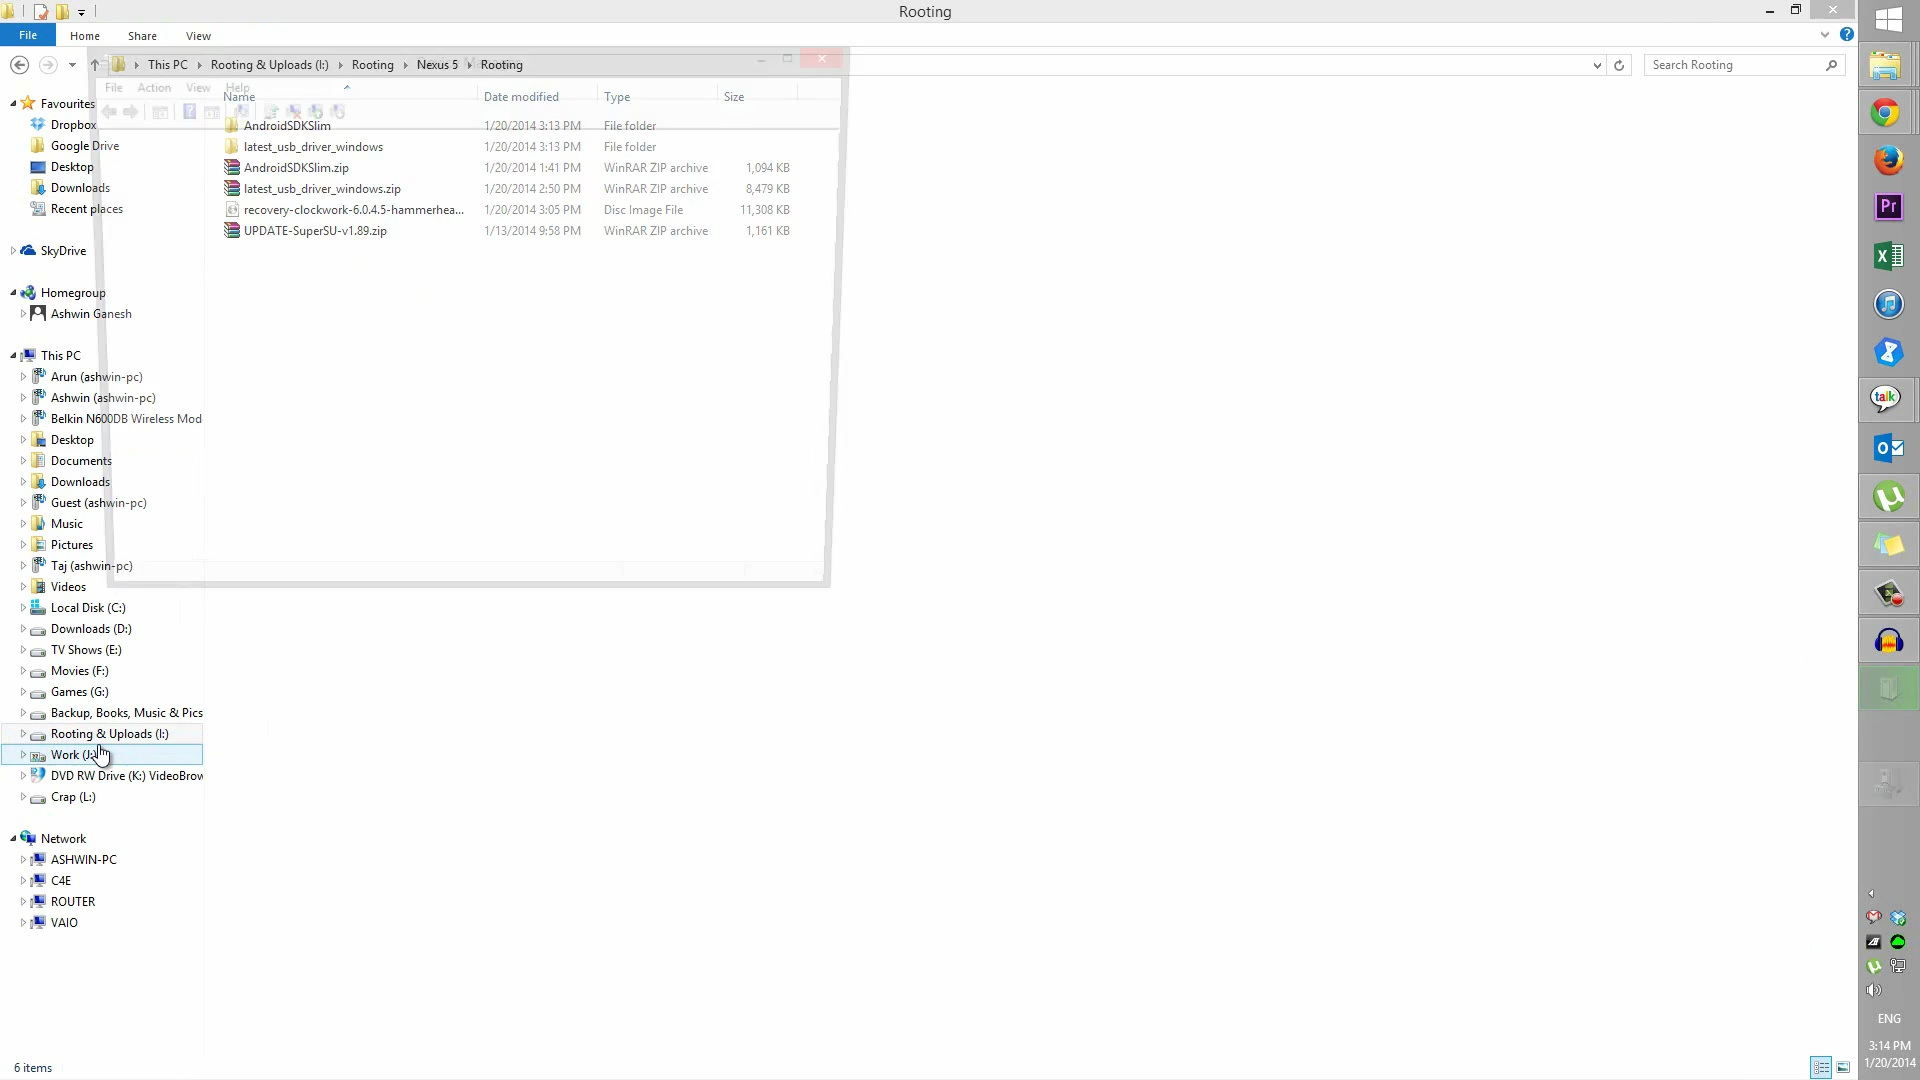 Rooting
File Home Share View
This PC Rooting & Uploads (I:) Rooting Nexus 5 Rooting
Search Rooting
File Action View Help
Name Date modified Type Size
AndroidSDKSlim 1/20/2014 3:13 PM File folder
latest_usb_driver_windows 1/20/2014 3:13 PM File folder
AndroidSDKSlim.zip 1/20/2014 1:41 PM WinRAR ZIP archive 1,094 KB
latest_usb_driver_windows.zip 1/20/2014 2:50 PM WinRAR ZIP archive 8,479 KB
recovery-clockwork-6.0.4.5-hammerhea... 1/20/2014 3:05 PM Disc Image File 11,308 KB
UPDATE-SuperSU-v1.89.zip 1/13/2014 9:58 PM WinRAR ZIP archive 1,161 KB
Favourites
Dropbox
Google Drive
Desktop
Downloads
Recent places
SkyDrive
Homegroup
Ashwin Ganesh
This PC
Arun (ashwin-pc)
Ashwin (ashwin-pc)
Belkin N600DB Wireless Mod
Desktop
Documents
Downloads
Guest (ashwin-pc)
Music
Pictures
Taj (ashwin-pc)
Videos
Local Disk (C:)
Downloads (D:)
TV Shows (E:)
Movies (F:)
Games (G:)
Backup, Books, Music & Pics
Rooting & Uploads (I:)
Work (J:)
DVD RW Drive (K:) VideoBrow
Crap (L:)
Network
ASHWIN-PC
C4E
ROUTER
VAIO
6 items
Pr
talk
ENG
3:14 PM
1/20/2014